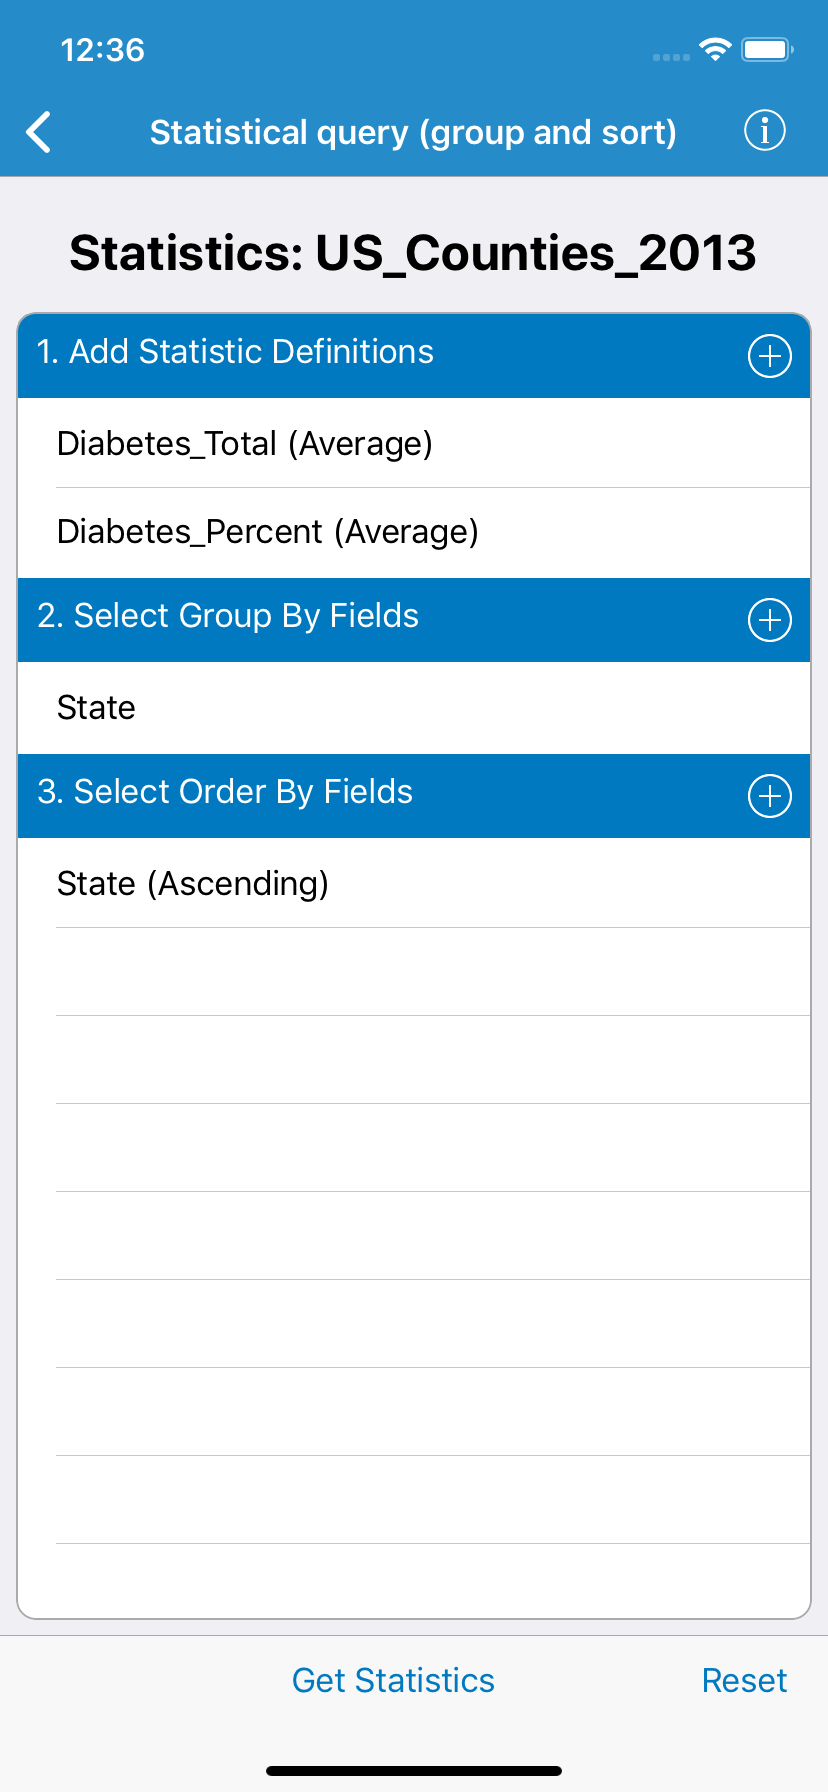 12:36
Statistical query (group and sort)
Statistics: US_Counties_2013
1. Add Statistic Definitions
Diabetes_Total (Average)
Diabetes_Percent (Average)
2. Select Group By Fields
State
3. Select Order By Fields
State (Ascending)
Get Statistics
Reset